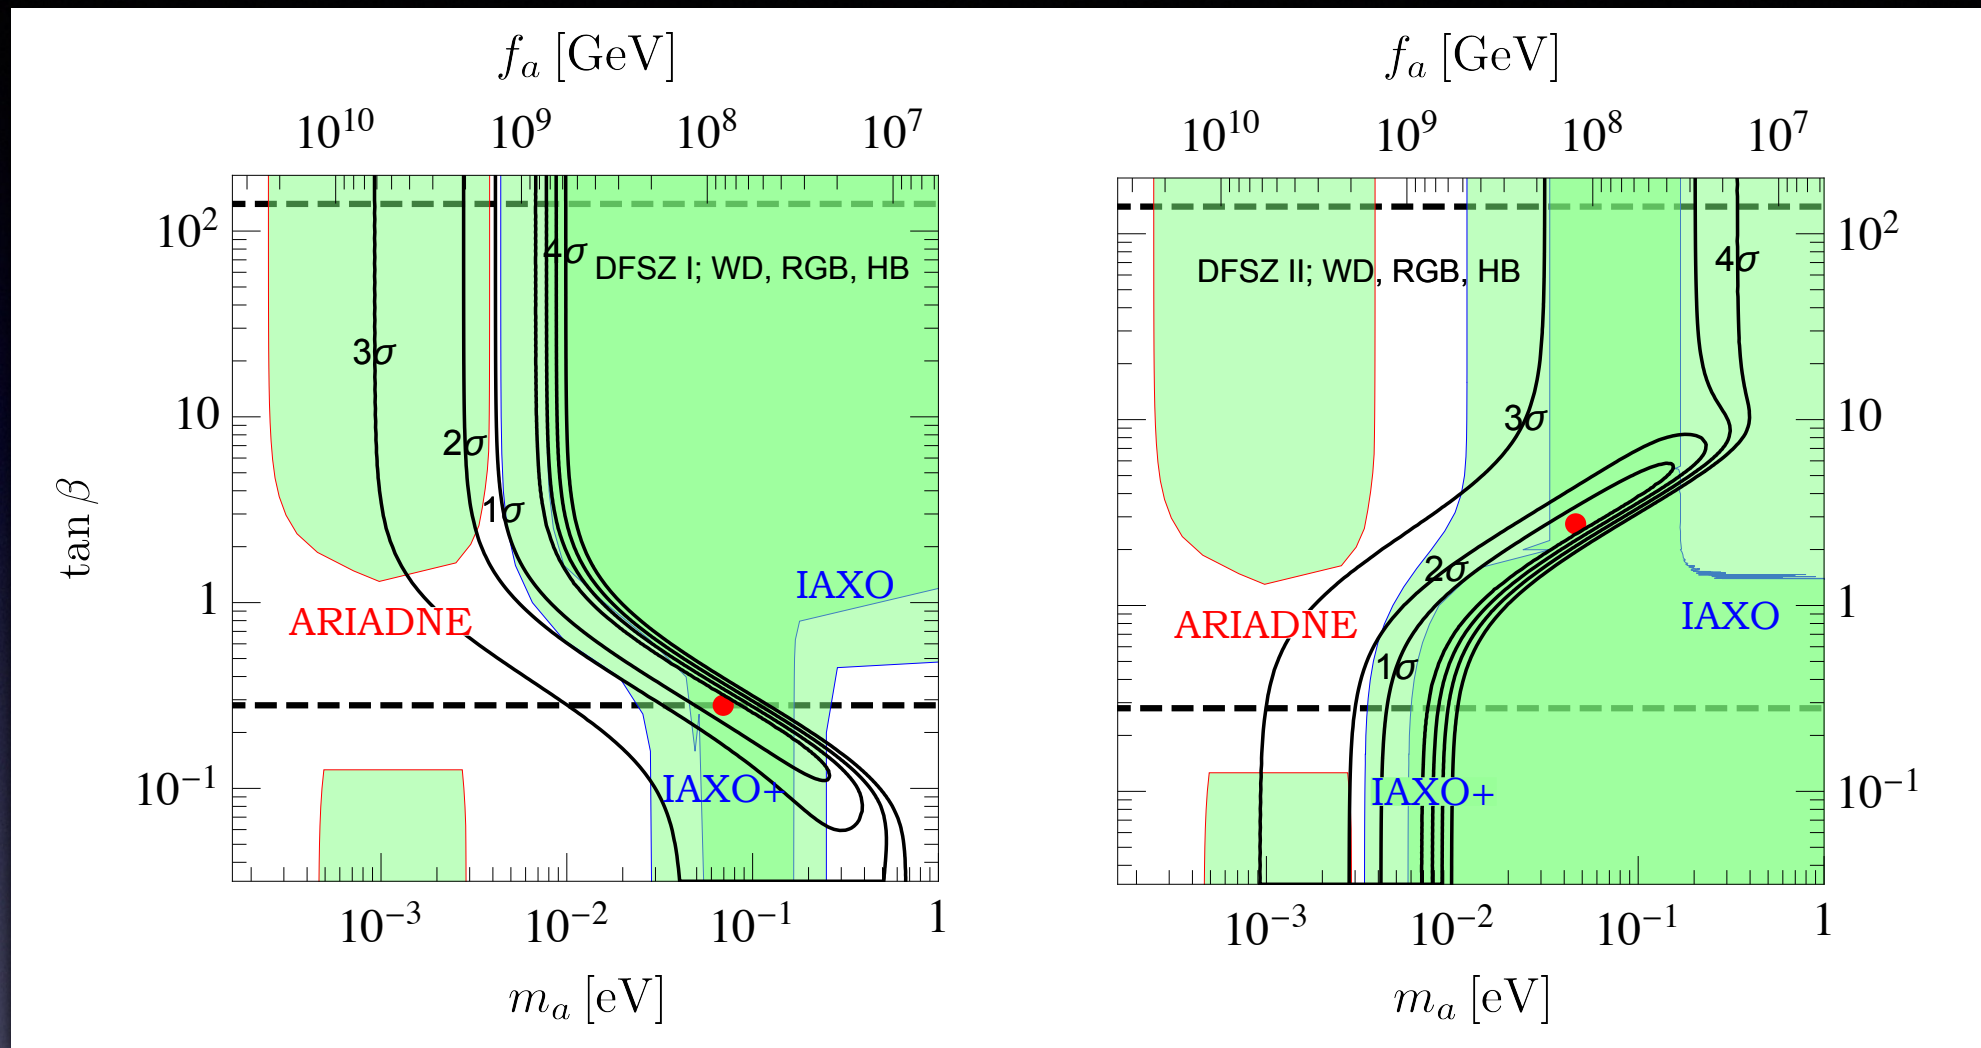 f_a [GeV]
10^10 10^9 10^8 10^7
4σ
DFSZ I; WD, RGB, HB
3σ
2σ
1σ
IAXO
ARIADNE
IAXO+
10^2
10
1
10^−1
tan β
10^−3 10^−2 10^−1 1
m_a [eV]
f_a [GeV]
10^10 10^9 10^8 10^7
4σ
DFSZ II; WD, RGB, HB
3σ
2σ
IAXO
ARIADNE
1σ
IAXO+
10^2
10
1
10^−1
10^−3 10^−2 10^−1 1
m_a [eV]